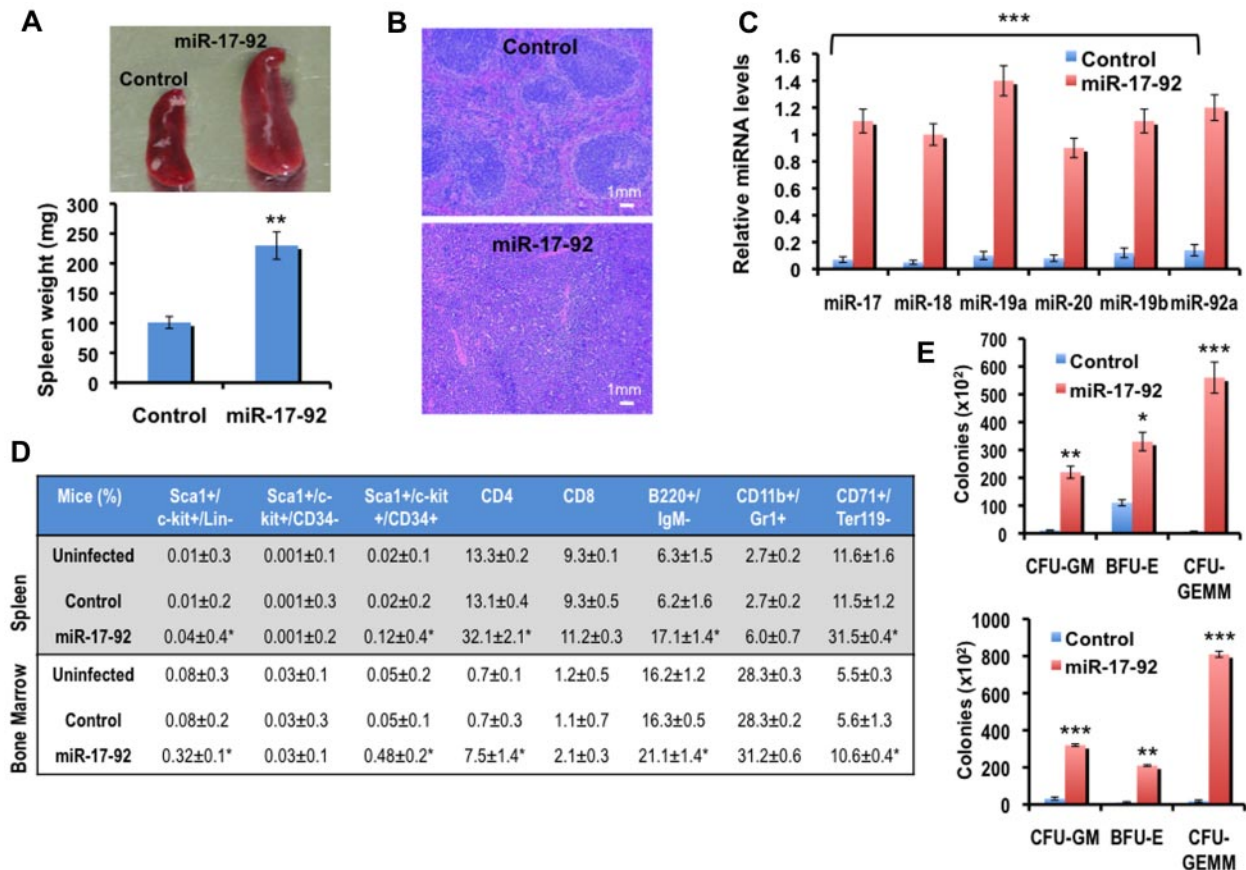 A
miR-17-92
Control
Spleen weight (mg)
300
250
200
150
100
50
0
**
Control
miR-17-92
B
Control
1mm
miR-17-92
1mm
C
***
Relative miRNA levels
1.6
1.4
1.2
1
0.8
0.6
0.4
0.2
0
Control
miR-17-92
miR-17 miR-18 miR-19a miR-20 miR-19b miR-92a
D
Mice (%) Sca1+/ c-kit+/Lin- Sca1+/c- kit+/CD34- Sca1+/c-kit +/CD34+ CD4 CD8 B220+/ IgM- CD11b+/ Gr1+ CD71+/ Ter119-
Spleen
Uninfected 0.01±0.3 0.001±0.1 0.02±0.1 13.3±0.2 9.3±0.1 6.3±1.5 2.7±0.2 11.6±1.6
Control 0.01±0.2 0.001±0.3 0.02±0.2 13.1±0.4 9.3±0.5 6.2±1.6 2.7±0.2 11.5±1.2
miR-17-92 0.04±0.4* 0.001±0.2 0.12±0.4* 32.1±2.1* 11.2±0.3 17.1±1.4* 6.0±0.7 31.5±0.4*
Bone Marrow
Uninfected 0.08±0.3 0.03±0.1 0.05±0.2 0.7±0.1 1.2±0.5 16.2±1.2 28.3±0.3 5.5±0.3
Control 0.08±0.2 0.03±0.3 0.05±0.1 0.7±0.3 1.1±0.7 16.3±0.5 28.3±0.2 5.6±1.3
miR-17-92 0.32±0.1* 0.03±0.1 0.48±0.2* 7.5±1.4* 2.1±0.3 21.1±1.4* 31.2±0.6 10.6±0.4*
E
Colonies (x10²)
700
600
500
400
300
200
100
0
Control
miR-17-92
**
*
***
CFU-GM BFU-E CFU-
GEMM
Colonies (x10²)
1000
800
600
400
200
0
Control
miR-17-92
***
**
***
CFU-GM BFU-E CFU-
GEMM